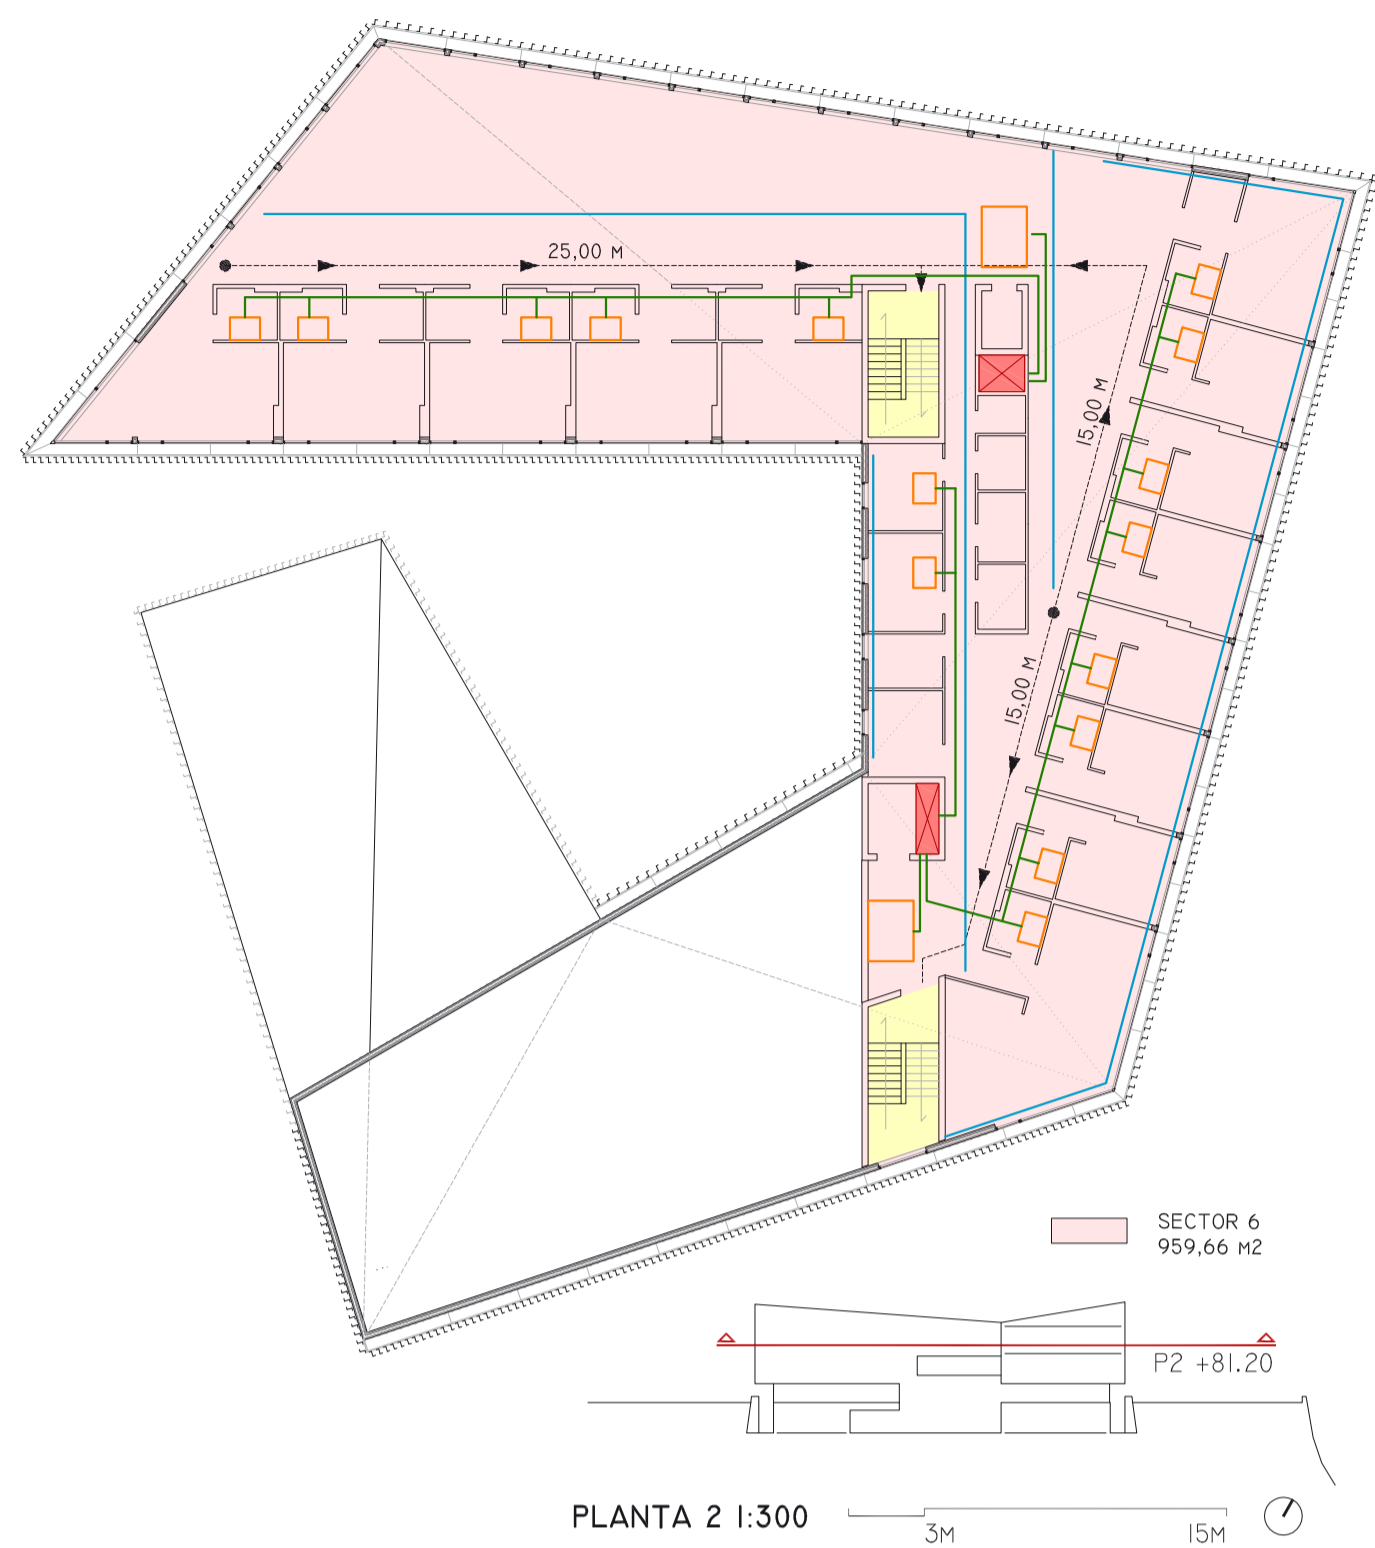 25,00 M
15,00 M
15,00 M
SECTOR 6
959,66 M2
P2 +81.20
PLANTA 2 1:300
3M
15M